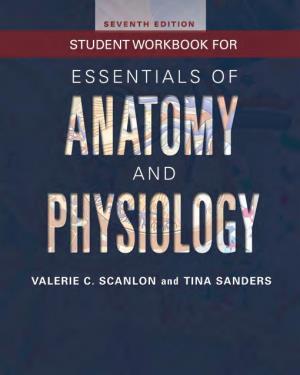 SEVENTH EDITION
STUDENT WORKBOOK FOR
ESSENTIALS OF
ANATOMY
AND
PHYSIOLOGY
VALERIE C. SCANLON and TINA SANDERS